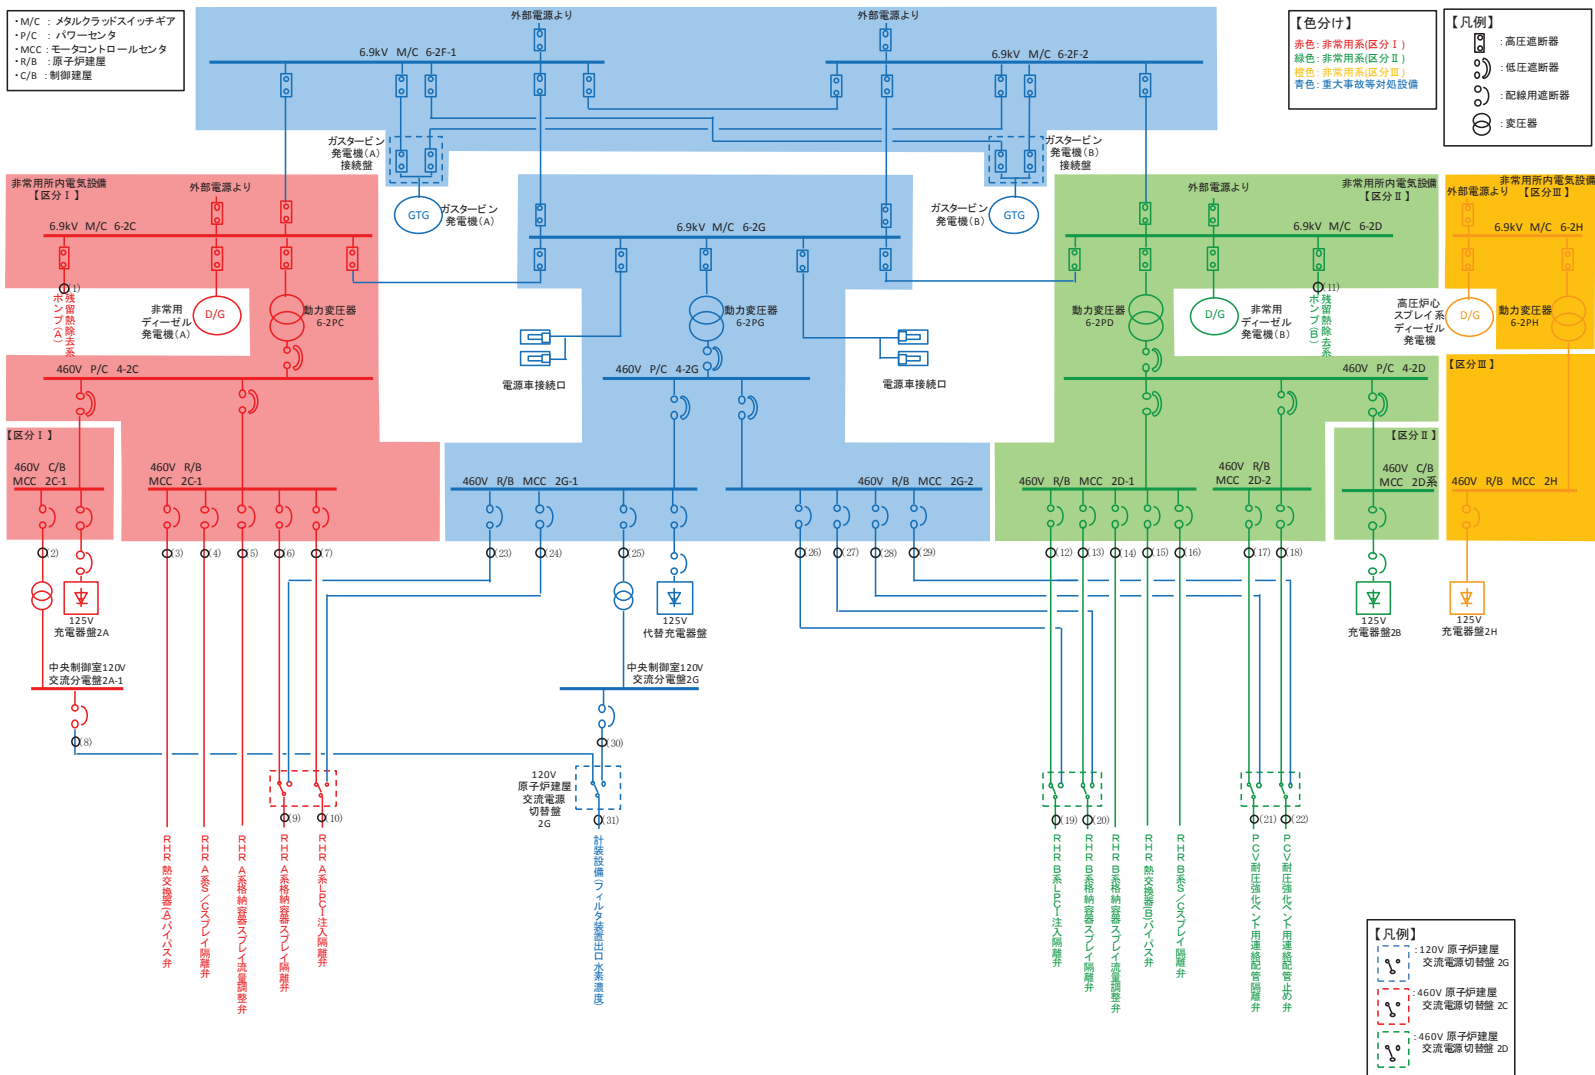 ・M/C ： メタルクラッドスイッチギア
・P/C ： パワーセンタ
・MCC：モータコントロールセンタ
・R/B ： 原子炉建屋
・C/B ： 制御建屋
【色分け】
赤色：非常用系(区分Ⅰ)
緑色：非常用系(区分Ⅱ)
橙色：非常用系(区分Ⅲ)
青色：重大事故等対処設備
【凡例】
：高圧遮断器
：低圧遮断器
：配線用遮断器
：変圧器
外部電源より
外部電源より
6.9kV M/C 6-2F-1
6.9kV M/C 6-2F-2
ガスタービン
発電機(A)
接続盤
ガスタービン
発電機(B)
接続盤
GTG
ガスタービン
発電機(A)
ガスタービン
発電機(B)
GTG
非常用所内電気設備
【区分Ⅰ】
外部電源より
6.9kV M/C 6-2C
(1)
残留熱除去系
ポンプ(A)
非常用
ディーゼル
発電機(A)
D/G
動力変圧器
6-2PC
460V P/C 4-2C
6.9kV M/C 6-2G
動力変圧器
6-2PG
電源車接続口
電源車接続口
460V P/C 4-2G
非常用所内電気設備
【区分Ⅱ】
外部電源より
6.9kV M/C 6-2D
動力変圧器
6-2PD
D/G
非常用
ディーゼル
発電機(B)
(11)
残留熱除去系
ポンプ(B)
460V P/C 4-2D
非常用所内電気設備
【区分Ⅲ】
外部電源より
6.9kV M/C 6-2H
高圧炉心
スプレイ系
ディーゼル
発電機
D/G
動力変圧器
6-2PH
【区分Ⅲ】
【区分Ⅰ】
460V C/B
MCC 2C-1
460V R/B
MCC 2C-1
460V R/B MCC 2G-1
460V R/B MCC 2G-2
460V R/B MCC 2D-1
460V R/B
MCC 2D-2
【区分Ⅱ】
460V C/B
MCC 2D系
460V R/B MCC 2H
(2)
(3)
(4)
(5)
(6)
(7)
(23)
(24)
(25)
(26)
(27)
(28)
(29)
(12)
(13)
(14)
(15)
(16)
(17)
(18)
125V
充電器盤2A
125V
代替充電器盤
125V
充電器盤2B
125V
充電器盤2H
中央制御室120V
交流分電盤2A-1
中央制御室120V
交流分電盤2G
(8)
(30)
120V
原子炉建屋
交流電源
切替盤
2G
(9)
(10)
(31)
(19)
(20)
(21)
(22)
RHR 熱交換器(A)バイパス弁
RHR A系S／Cスプレイ隔離弁
RHR A系格納容器スプレイ流量調整弁
RHR A系格納容器スプレイ隔離弁
RHR A系LPCI注入隔離弁
計装設備(フィルタ装置出口水素濃度)
RHR B系LPCI注入隔離弁
RHR B系格納容器スプレイ隔離弁
RHR B系格納容器スプレイ流量調整弁
RHR 熱交換器(B)バイパス弁
RHR B系S／Cスプレイ隔離弁
PCV耐圧強化ベント用連絡配管隔離弁
PCV耐圧強化ベント用連絡配管止め弁
【凡例】
：120V 原子炉建屋
交流電源切替盤 2G
：460V 原子炉建屋
交流電源切替盤 2C
：460V 原子炉建屋
交流電源切替盤 2D